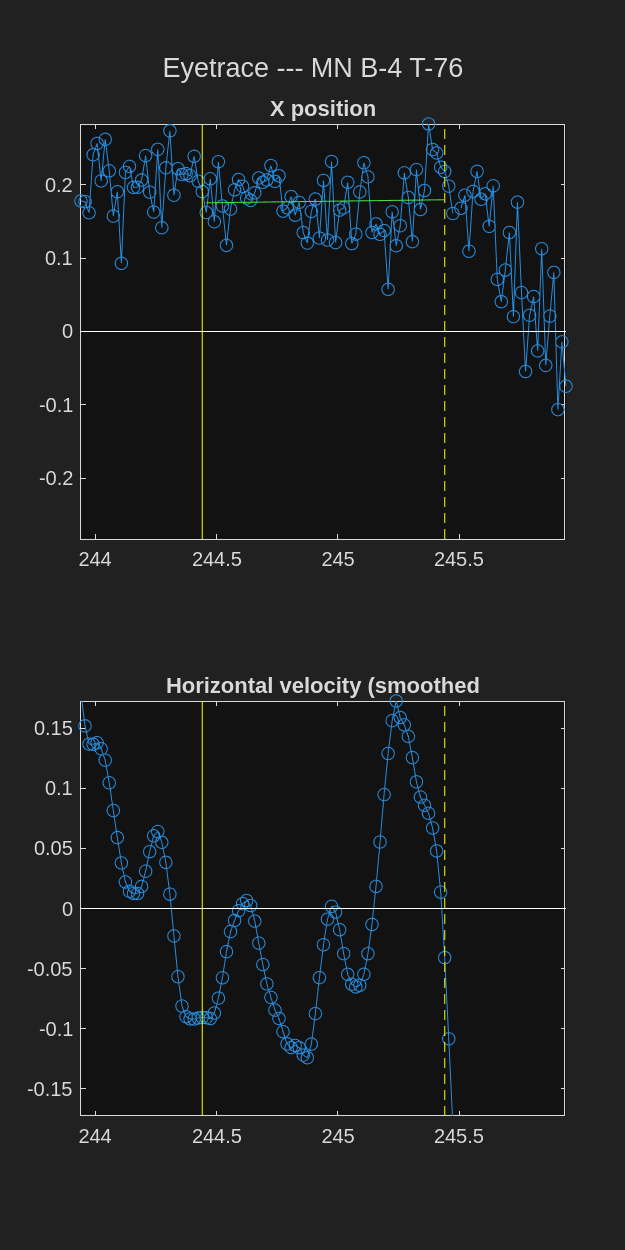 Eyetrace --- MN B-4 T-76
X position
0.2
0.1
0
-0.1
-0.2
244 244.5 245 245.5
Horizontal velocity (smoothed
0.15
0.1
0.05
0
-0.05
-0.1
-0.15
244 244.5 245 245.5